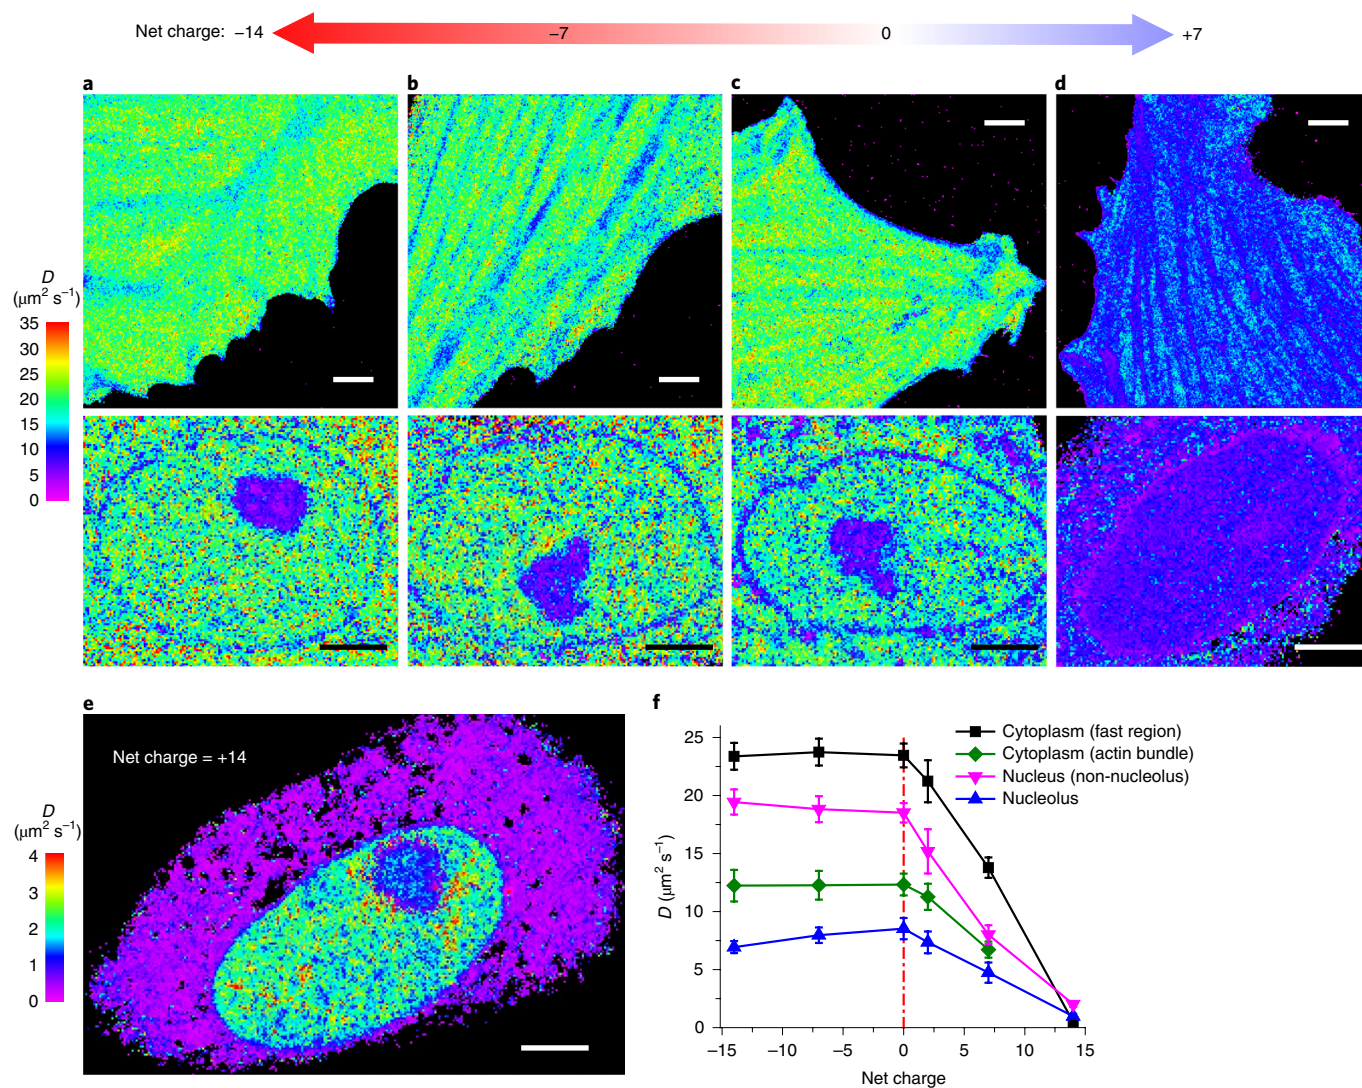 Net charge: −14 −7 0 +7
a b c d
D
(μm² s⁻¹)
35
30
25
20
15
10
5
0
e
Net charge = +14
D
(μm² s⁻¹)
4
3
2
1
0
f
Cytoplasm (fast region)
Cytoplasm (actin bundle)
Nucleus (non-nucleolus)
Nucleolus
D (μm² s⁻¹)
25
20
15
10
5
0
−15 −10 −5 0 5 10 15
Net charge